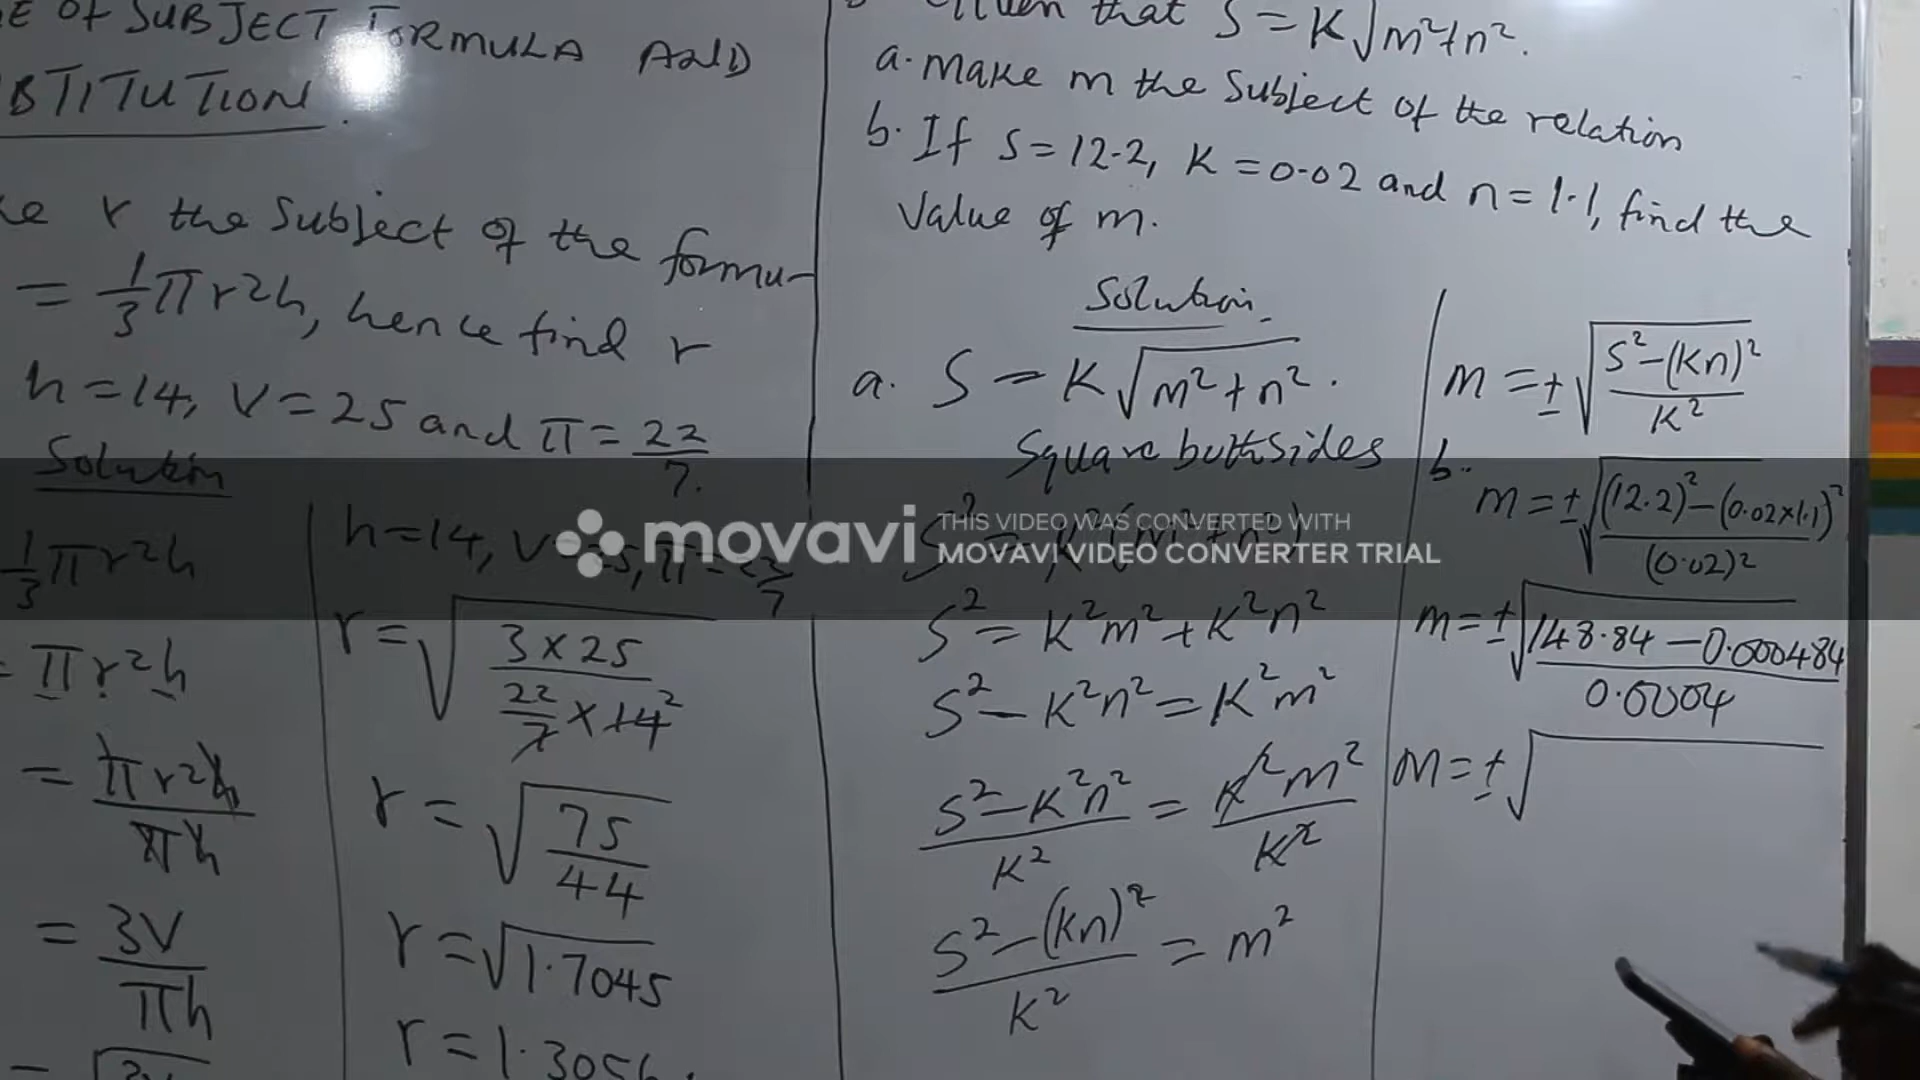 E OF SUBJECT FORMULA AND
BSTITUTION.
r the subject of the formu-
= 1/3 πr²h, hence find r
h = 14, V = 25 and π = 22/7.
Solution
1/3 πr²h
= πr²h
= πr²h/πh
= 3V/πh
h = 14, V
r = √(3 × 25 / 22/7 × 14²)
r = √(75/44)
r = √1.7045
r = 1.3056.
that S = K√m²+n².
a. make m the Subject of the relation
b. If S = 12.2, K = 0.02 and n = 1.1, find the
value of m.
Solution
a. S = K√m² + n².
Square both sides
S² = K²(m² + n²)
S² = K²m² + K²n²
S² – K²n² = K²m²
S² – K²n²/K² = K²m²/K²
S² – (Kn)²/K² = m²
m = ±√(S² – (Kn)²/K²)
b.
m = ±√((12.2)² – (0.02×1.1)²/(0.02)²)
m = ±√(148.84 – 0.000484/0.0004)
m = ±√
movavi
THIS VIDEO WAS CONVERTED WITH
MOVAVI VIDEO CONVERTER TRIAL